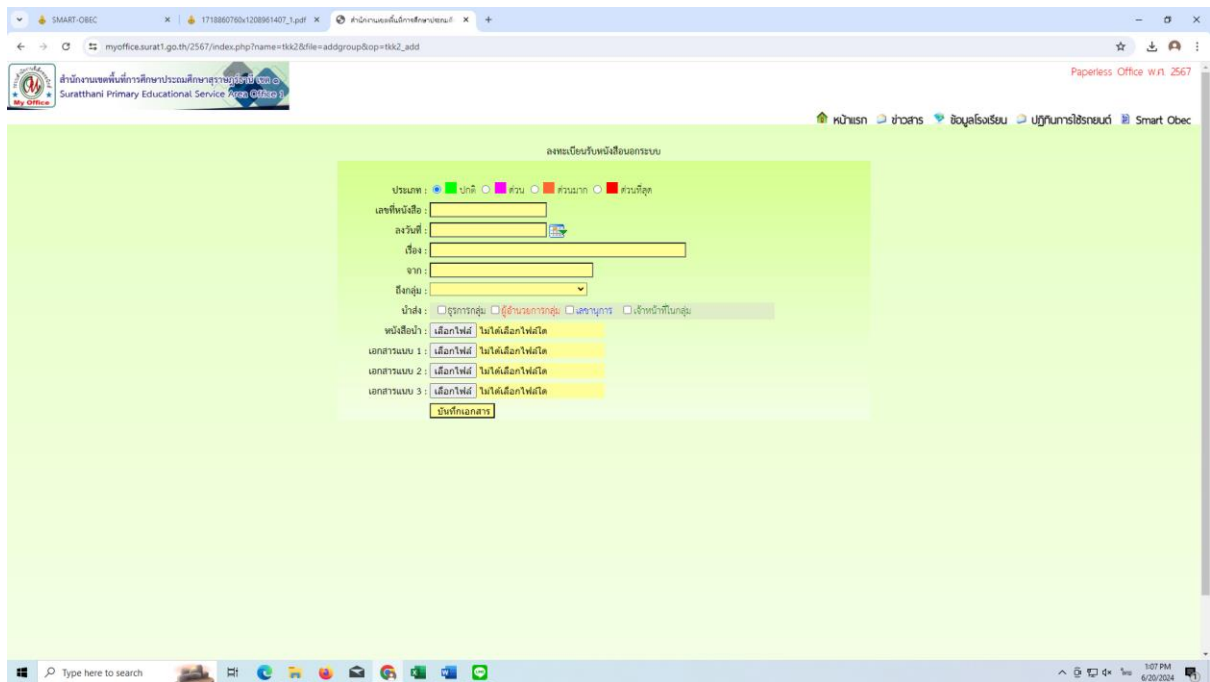 SMART-OBEC
1718860760x1208961407_1.pdf
สำนักงานเขตพื้นที่การศึกษาประถมศึ
myoffice.surat1.go.th/2567/index.php?name=tkk2&file=addgroup&op=tkk2_add
My Office
สำนักงานเขตพื้นที่การศึกษาประถมศึกษาสุราษฎร์ธานี เขต ๑
Suratthani Primary Educational Service Area Office 1
Paperless Office พ.ศ. 2567
หน้าแรก ข่าวสาร ข้อมูลโรงเรียน ปฏิทินการใช้รถยนต์ Smart Obec
ลงทะเบียนรับหนังสือนอกระบบ
ประเภท : ปกติ ด่วน ด่วนมาก ด่วนที่สุด
เลขที่หนังสือ :
ลงวันที่ :
เรื่อง :
จาก :
ถึงกลุ่ม :
นำส่ง : ธุรการกลุ่ม ผู้อำนวยการกลุ่ม เลขานุการ เจ้าหน้าที่ในกลุ่ม
หนังสือนำ : เลือกไฟล์ ไม่ได้เลือกไฟล์ใด
เอกสารแนบ 1 : เลือกไฟล์ ไม่ได้เลือกไฟล์ใด
เอกสารแนบ 2 : เลือกไฟล์ ไม่ได้เลือกไฟล์ใด
เอกสารแนบ 3 : เลือกไฟล์ ไม่ได้เลือกไฟล์ใด
บันทึกเอกสาร
Type here to search
ไทย
1:07 PM
6/20/2024